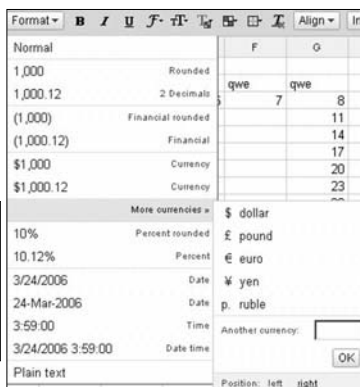 Format B I U F TT T Align In
Normal F G
1,000 Rounded
1,000.12 2 Decimals qwe qwe
(1,000) Financial rounded 7 8
(1,000.12) Financial 11
$1,000 Currency 14
$1,000.12 Currency 17
20
23
More currencies »
$ dollar
£ pound
€ euro
¥ yen
р. ruble
Another currency:
OK
Position: left right
10% Percent rounded
10.12% Percent
3/24/2006 Date
24-Mar-2006 Date
3:59:00 Time
3/24/2006 3:59:00 Date time
Plain text